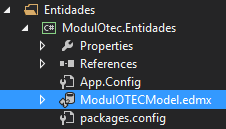 Entidades
C# ModulOtec.Entidades
Properties
References
App.Config
ModulOTECModel.edmx
packages.config